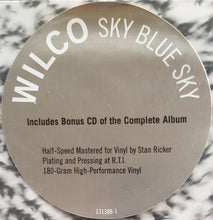 WILCO SKY BLUE SKY
Includes Bonus CD of the Complete Album
Half-Speed Mastered for Vinyl by Stan Ricker
Plating and Pressing at R.T.I.
180-Gram High-Performance Vinyl
131388-1